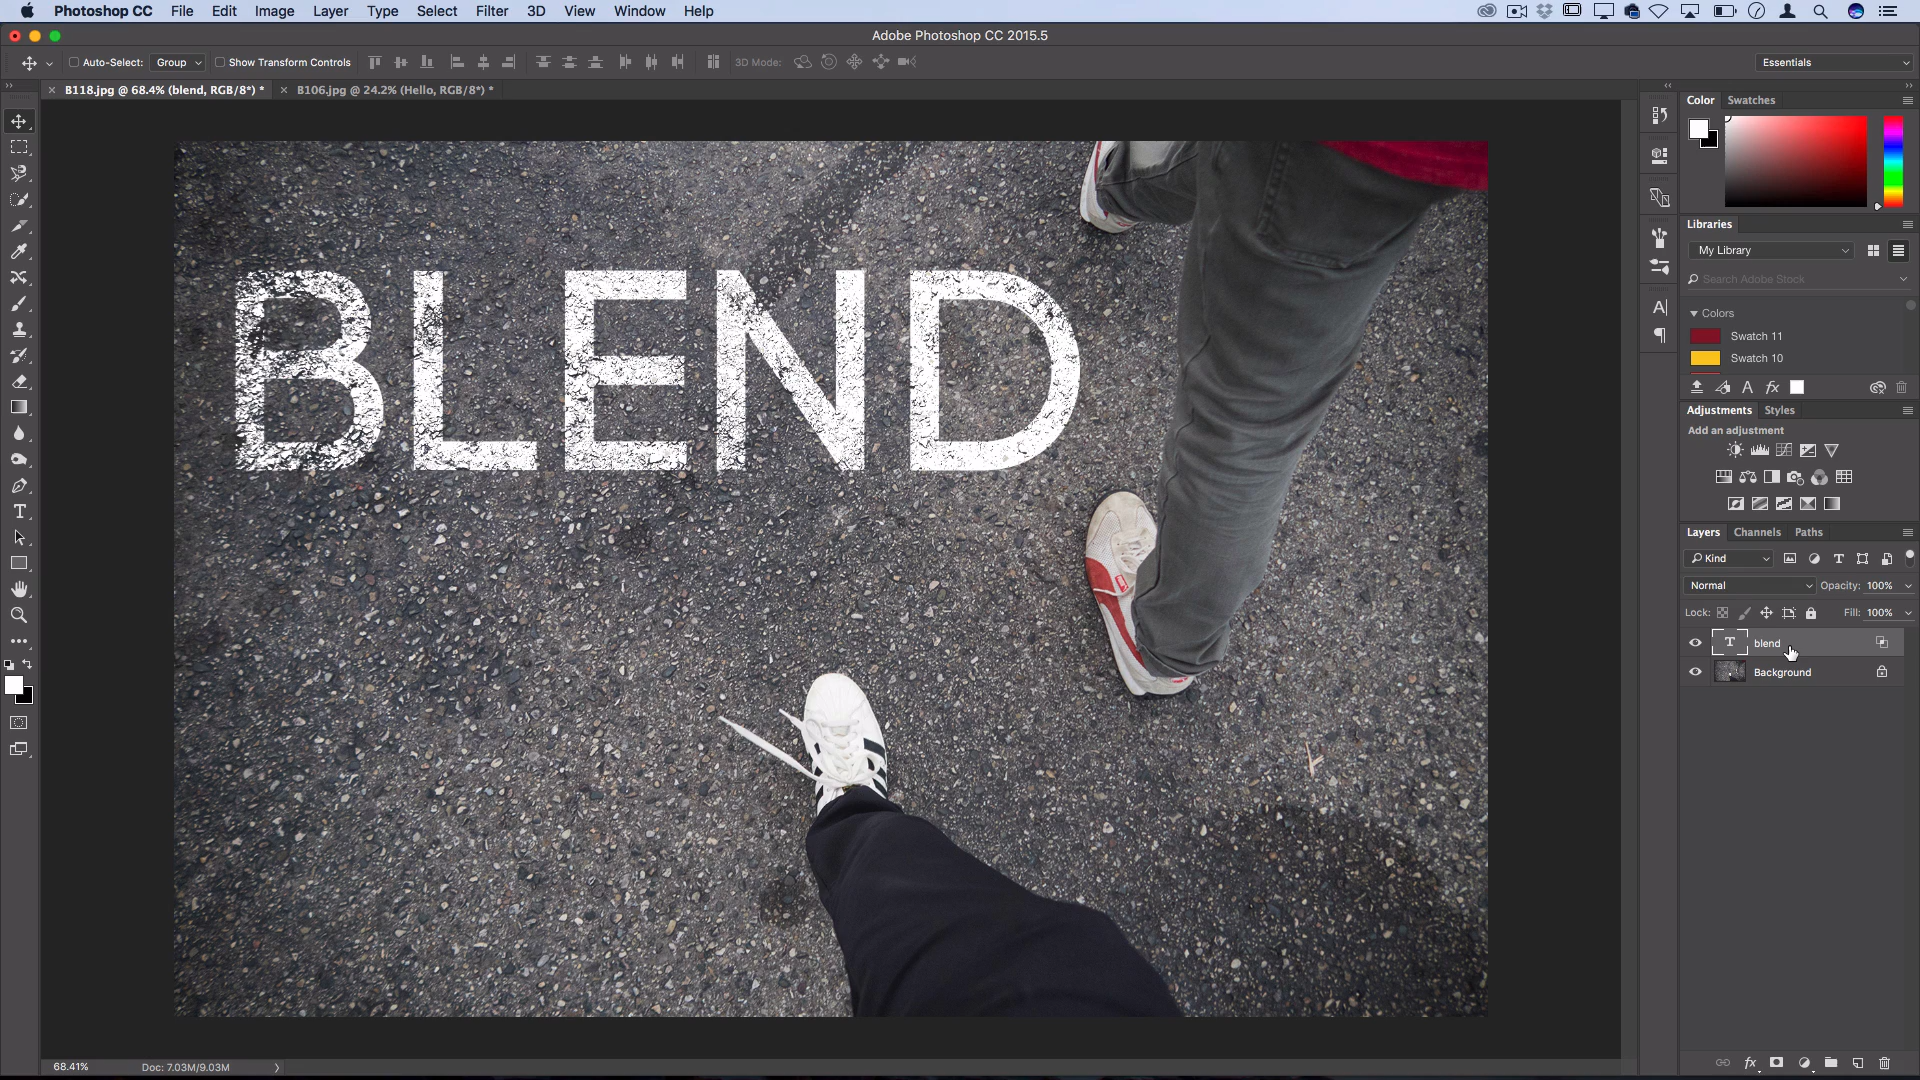 Photoshop CC File Edit Image Layer Type Select Filter 3D View Window Help
Adobe Photoshop CC 2015.5
Auto-Select: Group Show Transform Controls 3D Mode: Essentials
B118.jpg @ 68.4% (blend, RGB/8*) * B106.jpg @ 24.2% (Hello, RGB/8*) *
BLEND
Color Swatches
Libraries
My Library
Search Adobe Stock
Colors
Swatch 11
Swatch 10
Adjustments Styles
Add an adjustment
Layers Channels Paths
Kind
Normal Opacity: 100%
Lock: Fill: 100%
T blend
Background
68.41% Doc: 7.03M/9.03M